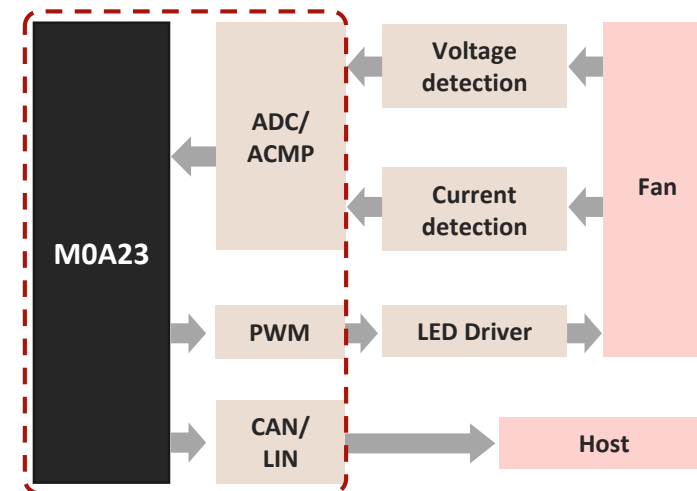 Voltage
detection
ADC/
ACMP
Fan
Current
detection
M0A23
PWM
LED Driver
CAN/
LIN
Host